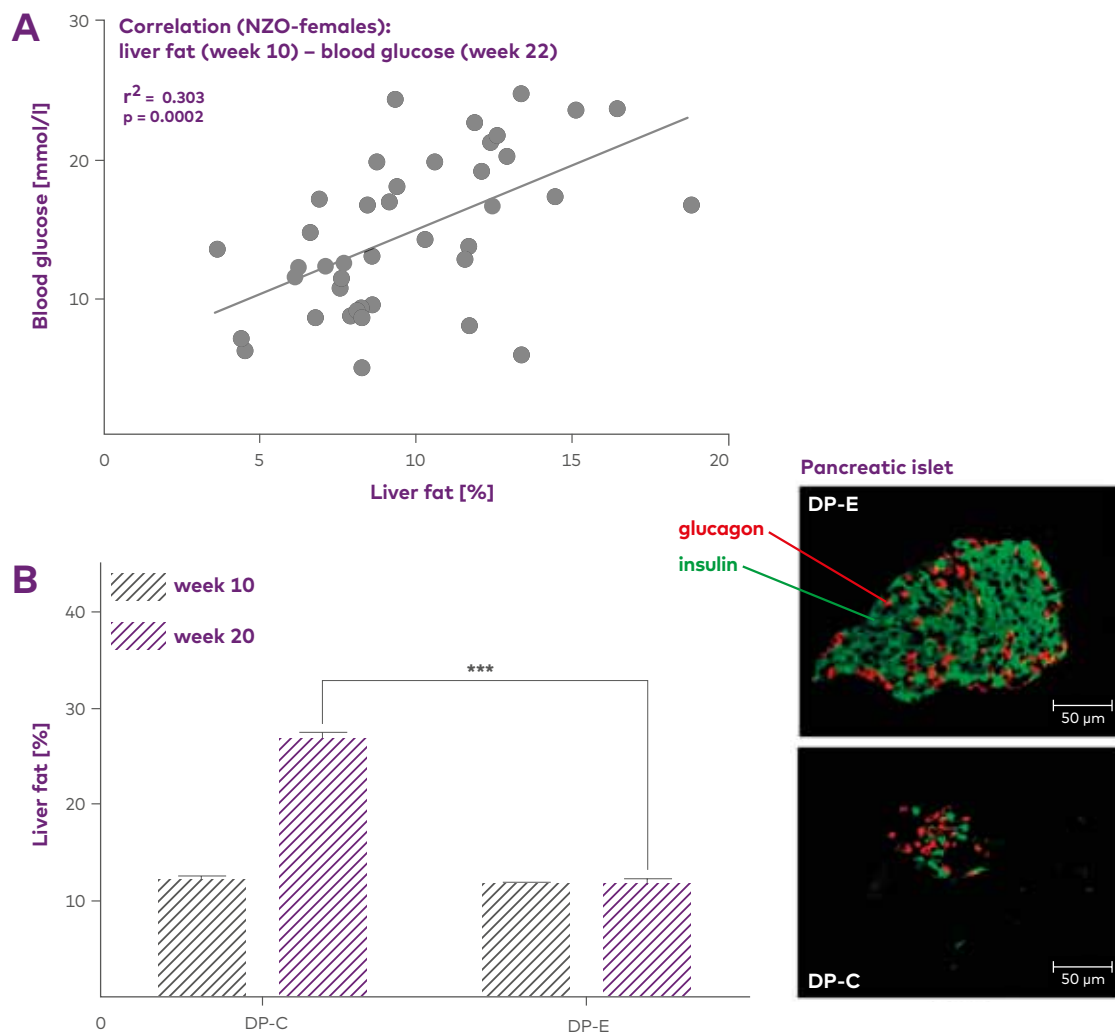 A
Correlation (NZO-females):
liver fat (week 10) – blood glucose (week 22)
r² = 0.303
p = 0.0002
Blood glucose [mmol/l]
30
20
10
0
5
10
15
20
Liver fat [%]
B
week 10
week 20
Liver fat [%]
40
30
20
10
0
***
DP-C
DP-E
Pancreatic islet
DP-E
glucagon
insulin
50 µm
DP-C
50 µm